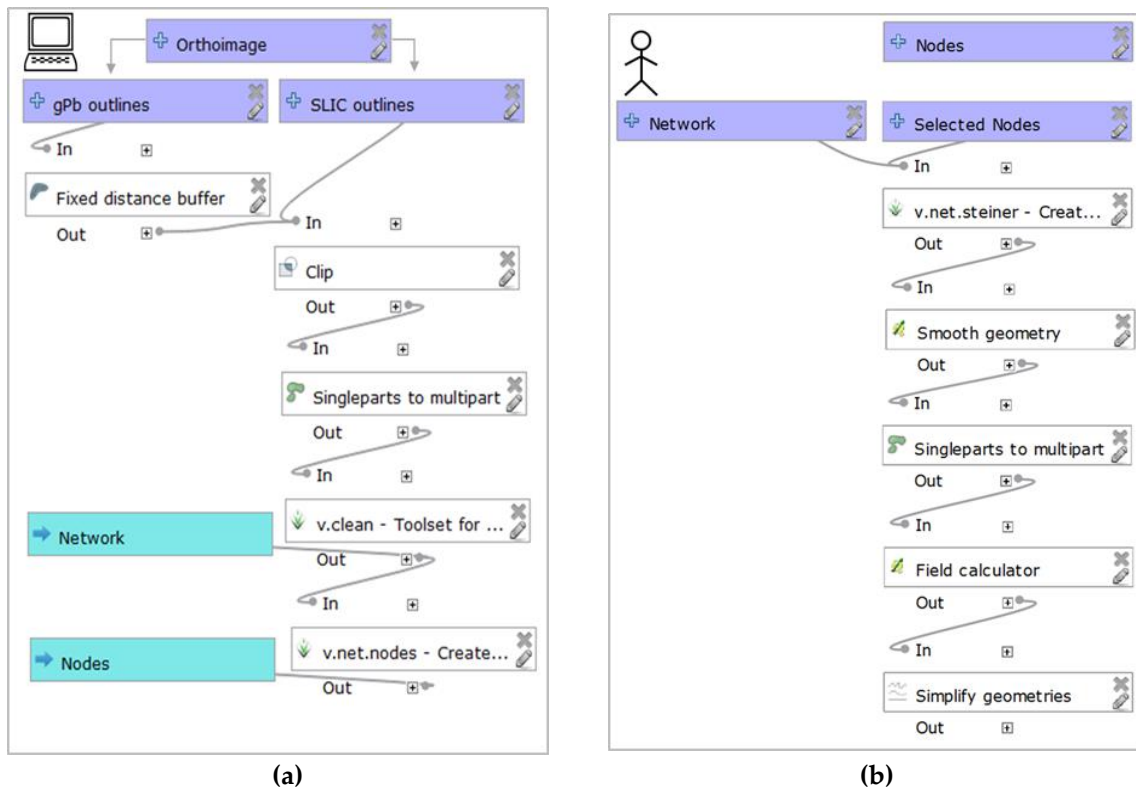 Orthoimage
gPb outlines
SLIC outlines
In
Fixed distance buffer
Out
In
Clip
Out
In
Singleparts to multipart
Out
In
v.clean - Toolset for ...
Network
Out
In
v.net.nodes - Create...
Nodes
Out
(a)
Nodes
Network
Selected Nodes
In
v.net.steiner - Creat...
Out
In
Smooth geometry
Out
In
Singleparts to multipart
Out
In
Field calculator
Out
In
Simplify geometries
Out
(b)